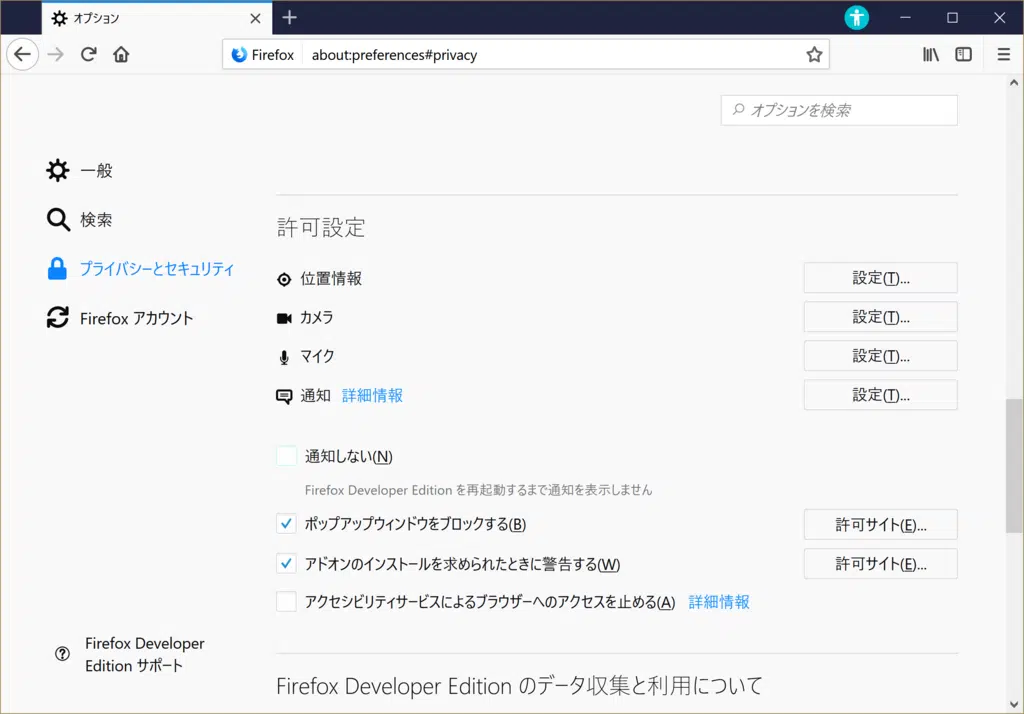 オプション
Firefox about:preferences#privacy
オプションを検索
一般
検索
プライバシーとセキュリティ
Firefox アカウント
Firefox Developer
Edition サポート
許可設定
位置情報 設定(T)...
カメラ 設定(T)...
マイク 設定(T)...
通知 詳細情報 設定(T)...
通知しない(N)
Firefox Developer Edition を再起動するまで通知を表示しません
ポップアップウィンドウをブロックする(B) 許可サイト(E)...
アドオンのインストールを求められたときに警告する(W) 許可サイト(E)...
アクセシビリティサービスによるブラウザーへのアクセスを止める(A) 詳細情報
Firefox Developer Edition のデータ収集と利用について